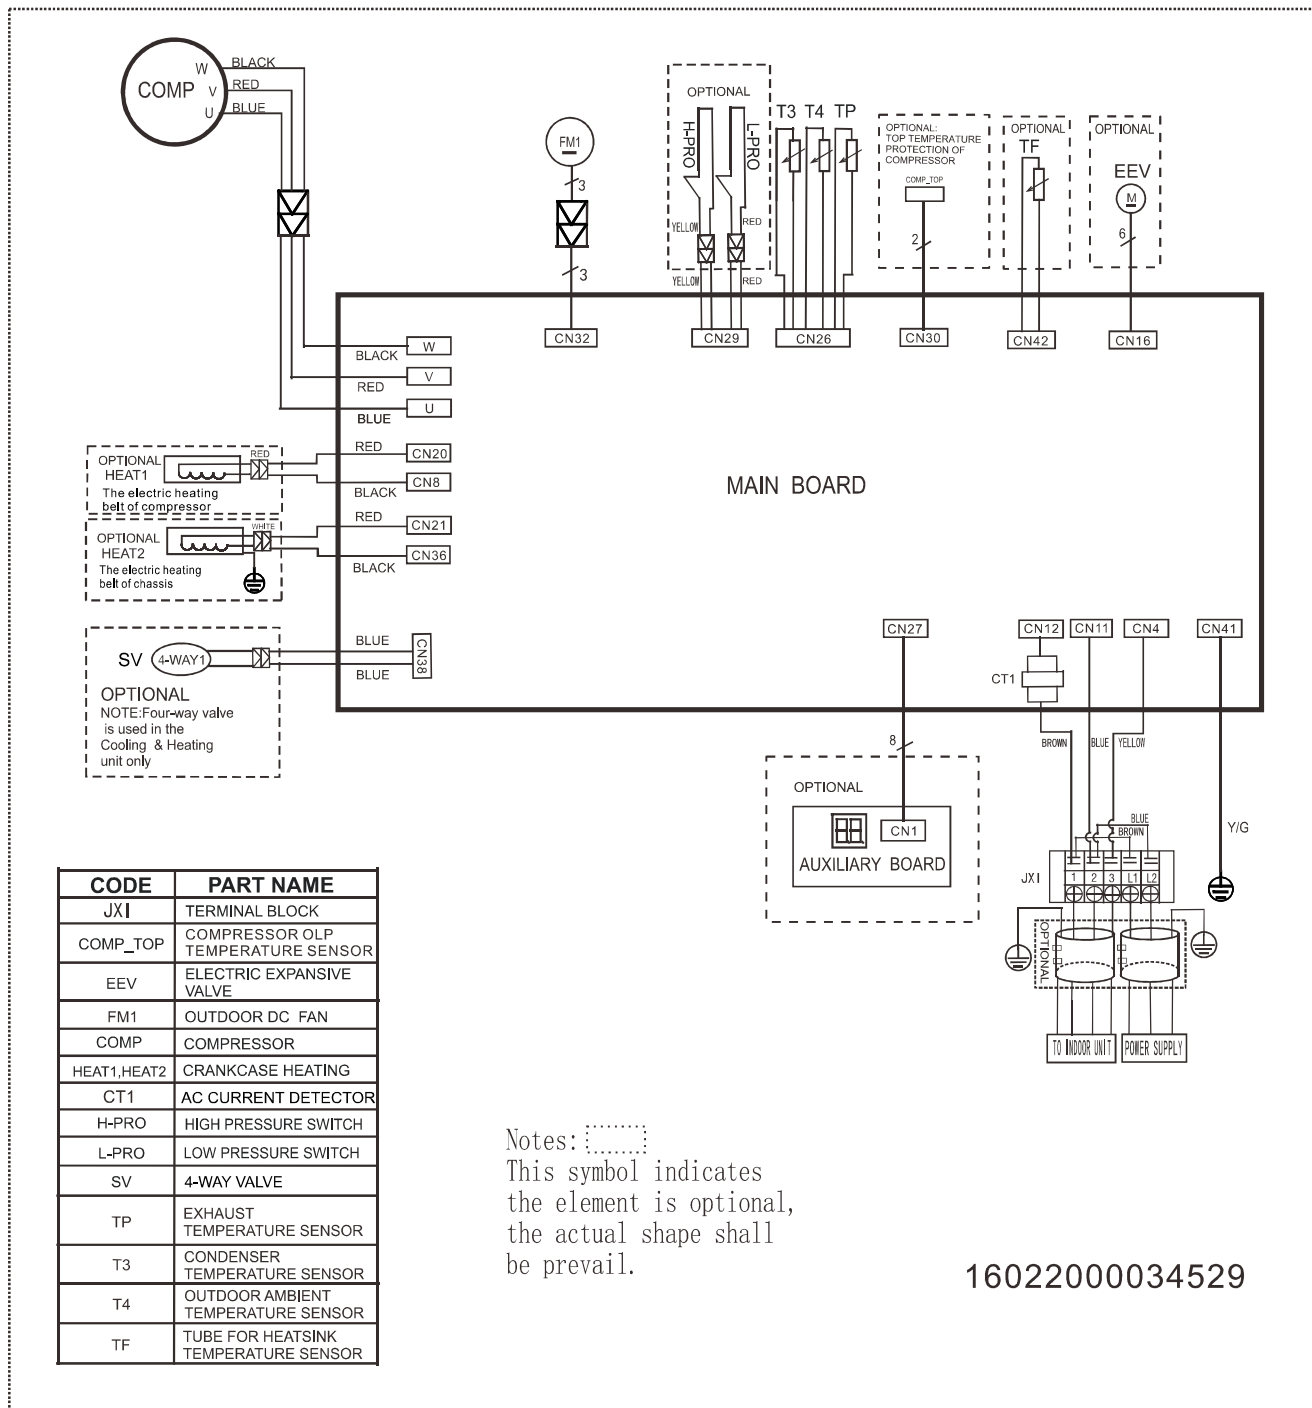 COMP
W
V
U
BLACK
RED
BLUE
FM1
3
3
OPTIONAL
H-PRO
L-PRO
YELLOW
RED
YELLOW
RED
T3 T4 TP
OPTIONAL:
TOP TEMPERATURE
PROTECTION OF
COMPRESSOR
COMP_TOP
2
OPTIONAL
TF
OPTIONAL
EEV
M
6
CN32
CN29
CN26
CN30
CN42
CN16
BLACK
W
RED
V
BLUE
U
OPTIONAL
HEAT1
RED
The electric heating
belt of compressor
RED
CN20
BLACK
CN8
OPTIONAL
HEAT2
WHITE
The electric heating
belt of chassis
RED
CN21
BLACK
CN36
MAIN BOARD
SV
4-WAY1
OPTIONAL
NOTE:Four-way valve
is used in the
Cooling & Heating
unit only
BLUE
BLUE
CN38
CN27
CN12
CN11
CN4
CN41
CT1
8
BROWN
BLUE
YELLOW
OPTIONAL
CN1
AUXILIARY BOARD
BLUE
BROWN
Y/G
JX1
1 2 3 L1 L2
OPTIONAL
TO INDOOR UNIT
POWER SUPPLY
CODE PART NAME
JX1 TERMINAL BLOCK
COMP_TOP COMPRESSOR OLP
TEMPERATURE SENSOR
EEV ELECTRIC EXPANSIVE
VALVE
FM1 OUTDOOR DC FAN
COMP COMPRESSOR
HEAT1,HEAT2 CRANKCASE HEATING
CT1 AC CURRENT DETECTOR
H-PRO HIGH PRESSURE SWITCH
L-PRO LOW PRESSURE SWITCH
SV 4-WAY VALVE
TP EXHAUST
TEMPERATURE SENSOR
T3 CONDENSER
TEMPERATURE SENSOR
T4 OUTDOOR AMBIENT
TEMPERATURE SENSOR
TF TUBE FOR HEATSINK
TEMPERATURE SENSOR
Notes:
This symbol indicates
the element is optional,
the actual shape shall
be prevail.
16022000034529